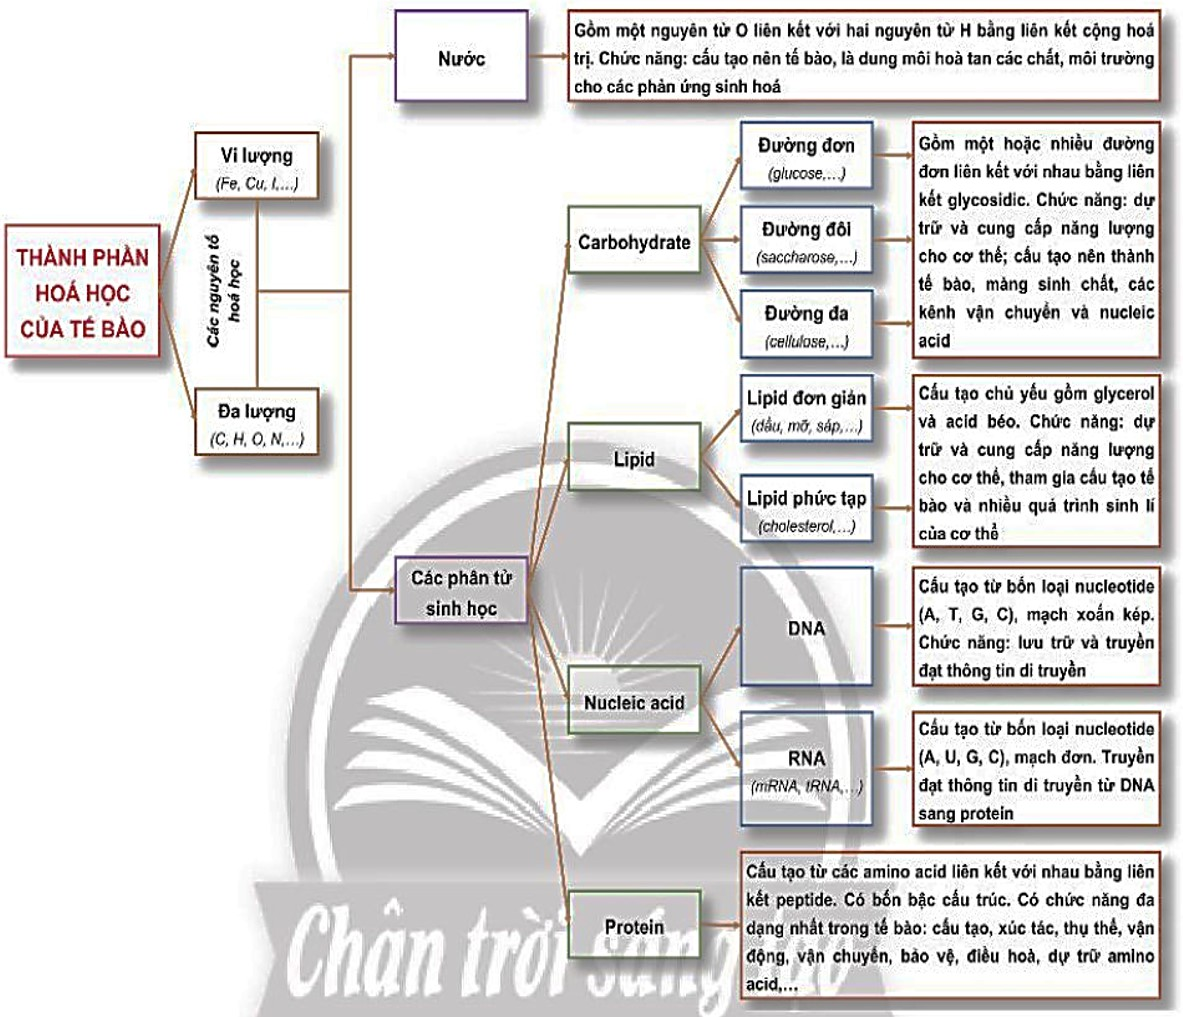 Nước
Gồm một nguyên từ O liên kết với hai nguyên từ H bằng liên kết cộng hoá
trị. Chức năng: cấu tạo nên tế bào, là dung môi hoà tan các chất, môi trường
cho các phản ứng sinh hoá
Vi lượng
(Fe, Cu, I,...)
THÀNH PHẦN
HOÁ HỌC
CỦA TẾ BÀO
Các nguyên tố
hoá học
Đa lượng
(C, H, O, N,...)
Carbohydrate
Đường đơn
(glucose,...)
Đường đôi
(saccharose,...)
Đường đa
(cellulose,...)
Gồm một hoặc nhiều đường
đơn liên kết với nhau bằng liên
kết glycosidic. Chức năng: dự
trữ và cung cấp năng lượng
cho cơ thể; cấu tạo nên thành
tế bào, màng sinh chất, các
kênh vận chuyển và nucleic
acid
Lipid
Lipid đơn giản
(dầu, mỡ, sáp,...)
Lipid phức tạp
(cholesterol,...)
Cấu tạo chủ yếu gồm glycerol
và acid béo. Chức năng: dự
trữ và cung cấp năng lượng
cho cơ thể, tham gia cấu tạo tế
bào và nhiều quá trình sinh lí
của cơ thể
Các phân tử
sinh học
Nucleic acid
DNA
Cấu tạo từ bốn loại nucleotide
(A, T, G, C), mạch xoắn kép.
Chức năng: lưu trữ và truyền
đạt thông tin di truyền
RNA
(mRNA, tRNA,...)
Cấu tạo từ bốn loại nucleotide
(A, U, G, C), mạch đơn. Truyền
đạt thông tin di truyền từ DNA
sang protein
Protein
Cấu tạo từ các amino acid liên kết với nhau bằng liên
kết peptide. Có bốn bậc cấu trúc. Có chức năng đa
dạng nhất trong tế bào: cấu tạo, xúc tác, thụ thể, vận
động, vận chuyển, bảo vệ, điều hoà, dự trữ amino
acid,...
Chân trời sáng tạo